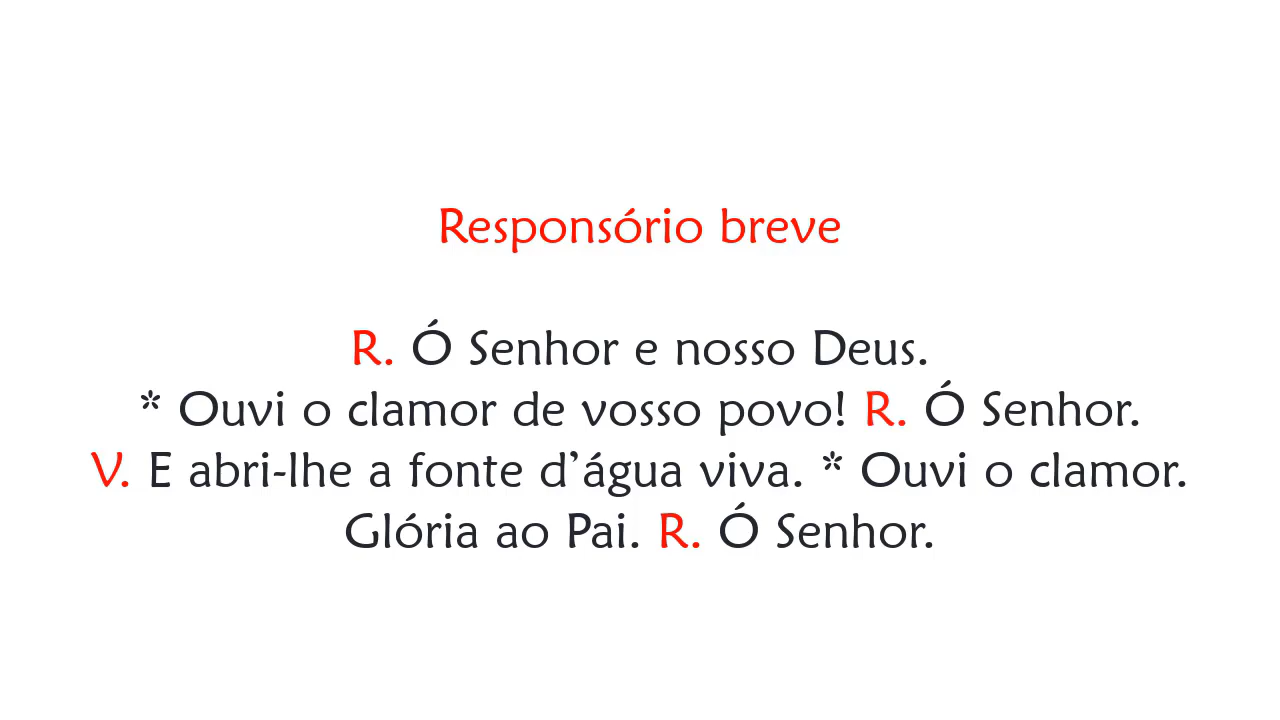 Responsório breve
R. Ó Senhor e nosso Deus.
* Ouvi o clamor de vosso povo! R. Ó Senhor.
V. E abri-lhe a fonte d’água viva. * Ouvi o clamor.
Glória ao Pai. R. Ó Senhor.